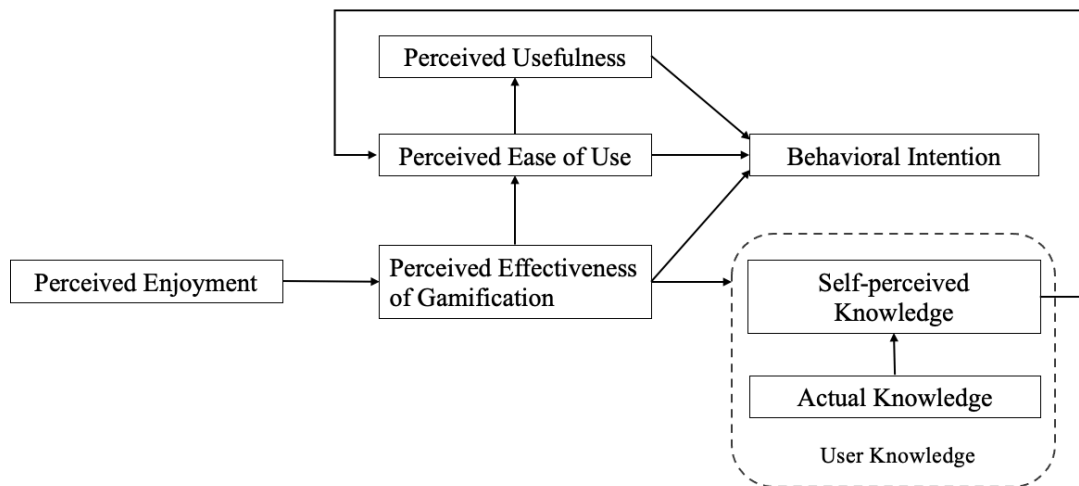 Perceived Usefulness
Perceived Ease of Use
Behavioral Intention
Perceived Enjoyment
Perceived Effectiveness
of Gamification
Self-perceived
Knowledge
Actual Knowledge
User Knowledge